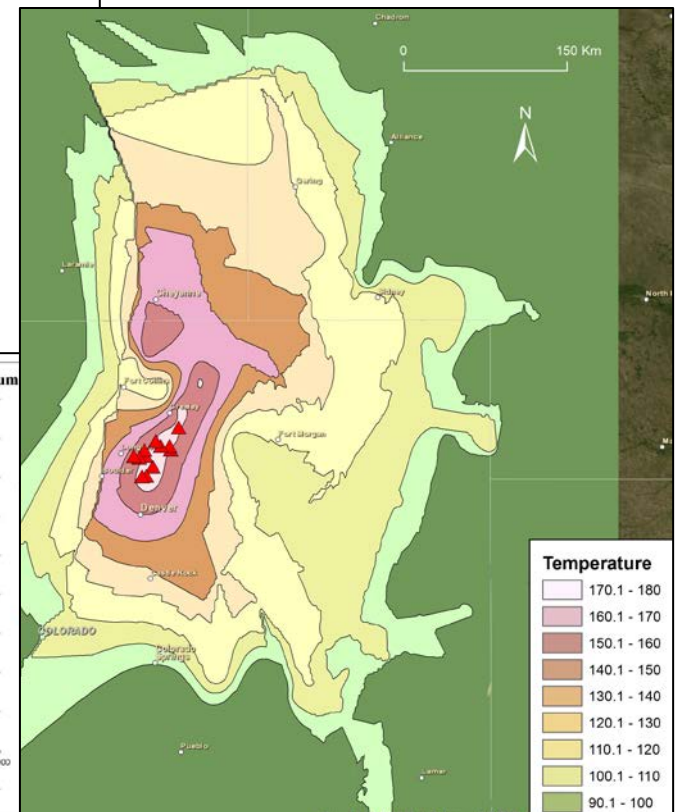 Chadron
0 150 Km
N
Alliance
Gering
Laramie
Cheyenne
Sidney
North
um
Fort Collins
Greeley
Fort Morgan
Boulder
Denver
Castle Rock
COLORADO
Colorado
Springs
Pueblo
Lamar
Temperature
170.1 - 180
160.1 - 170
150.1 - 160
140.1 - 150
130.1 - 140
120.1 - 130
110.1 - 120
100.1 - 110
90.1 - 100